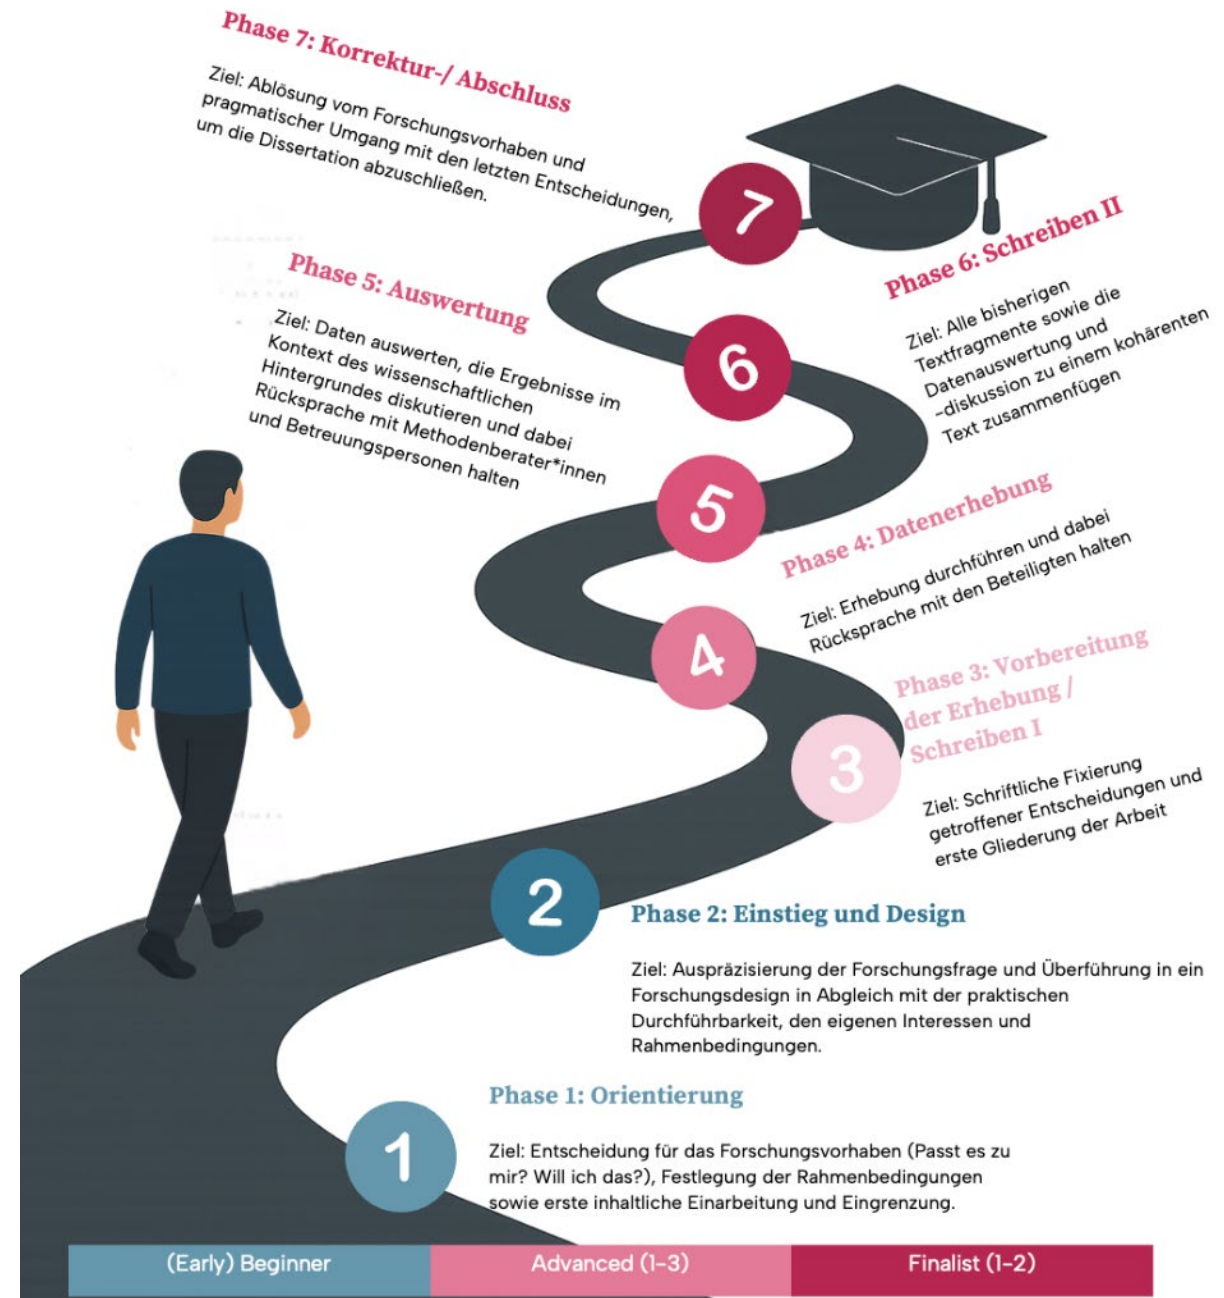 Phase 7: Korrektur-/ Abschluss
Ziel: Ablösung vom Forschungsvorhaben und
pragmatischer Umgang mit den letzten Entscheidungen,
um die Dissertation abzuschließen.
7
Phase 6: Schreiben II
Ziel: Alle bisherigen
Textfragmente sowie die
Datenauswertung und
-diskussion zu einem kohärenten
Text zusammenfügen
6
Phase 5: Auswertung
Ziel: Daten auswerten, die Ergebnisse im
Kontext des wissenschaftlichen
Hintergrundes diskutieren und dabei
Rücksprache mit Methodenberater*innen
und Betreuungspersonen halten
5
Phase 4: Datenerhebung
Ziel: Erhebung durchführen und dabei
Rücksprache mit den Beteiligten halten
4
Phase 3: Vorbereitung
der Erhebung /
Schreiben I
Ziel: Schriftliche Fixierung
getroffener Entscheidungen und
erste Gliederung der Arbeit
3
2
Phase 2: Einstieg und Design
Ziel: Auspräzisierung der Forschungsfrage und Überführung in ein
Forschungsdesign in Abgleich mit der praktischen
Durchführbarkeit, den eigenen Interessen und
Rahmenbedingungen.
Phase 1: Orientierung
1
Ziel: Entscheidung für das Forschungsvorhaben (Passt es zu
mir? Will ich das?), Festlegung der Rahmenbedingungen
sowie erste inhaltliche Einarbeitung und Eingrenzung.
(Early) Beginner
Advanced (1-3)
Finalist (1-2)